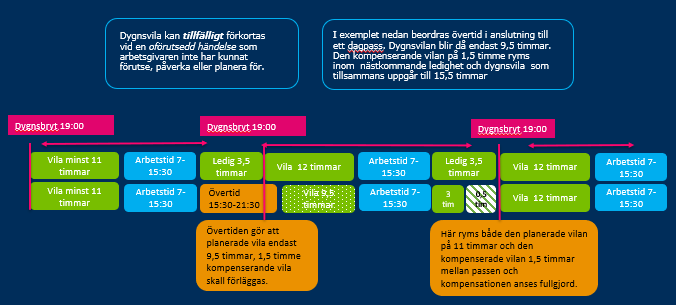 Dygnsvila kan tillfälligt förkortas
vid en oförutsedd händelse som
arbetsgivaren inte har kunnat
förutse, påverka eller planera för.
I exemplet nedan beordras övertid i anslutning till
ett dagpass. Dygnsvilan blir då endast 9,5 timmar.
Den kompenserande vilan på 1,5 timme ryms
inom nästkommande ledighet och dygnsvila som
tillsammans uppgår till 15,5 timmar
Dygnsbryt 19:00
Dygnsbryt 19:00
Dygnsbryt 19:00
Vila minst 11
timmar
Arbetstid 7-
15:30
Ledig 3,5
timmar
Vila 12 timmar
Arbetstid 7-
15:30
Ledig 3,5
timmar
Vila 12 timmar
Arbetstid 7-
15:30
Vila minst 11
timmar
Arbetstid 7-
15:30
Övertid
15:30-21:30
Vila 9,5
timmar
Arbetstid 7-
15:30
3
tim
0,5
tim
Vila 12 timmar
Arbetstid 7-
15:30
Övertiden gör att
planerade vila endast
9,5 timmar, 1,5 timme
kompenserande vila
skall förläggas.
Här ryms både den planerade vilan
på 11 timmar och den
kompenserade vilan 1,5 timmar
mellan passen och
kompensationen anses fullgjord.